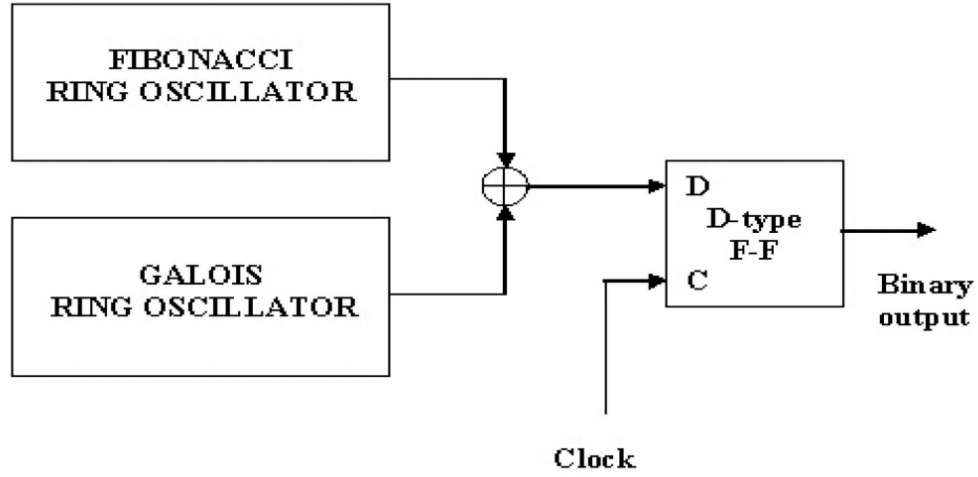 FIBONACCI
RING OSCILLATOR
GALOIS
RING OSCILLATOR
D
D-type
F-F
C
Binary
output
Clock